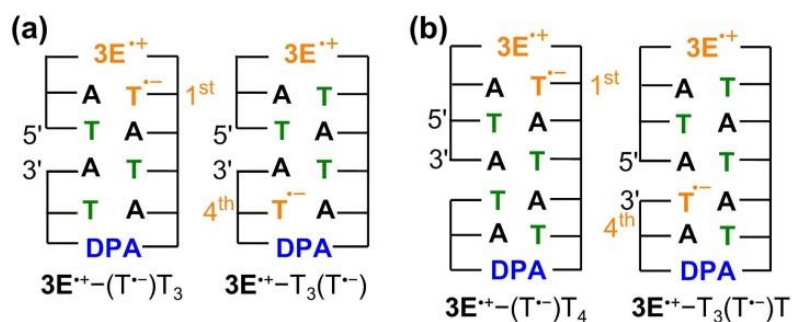 (a)
3E•+
A T•− 1st
5' T A
3' A T
T A
DPA
3E•+−(T•−)T3
3E•+
A T
5' T A
3' A T
4th T•− A
DPA
3E•+−T3(T•−)
(b)
3E•+
A T•− 1st
5' T A
3' A T
T A
A T
DPA
3E•+−(T•−)T4
3E•+
A T
T A
5' A T
3' T•− A
4th A T
DPA
3E•+−T3(T•−)T